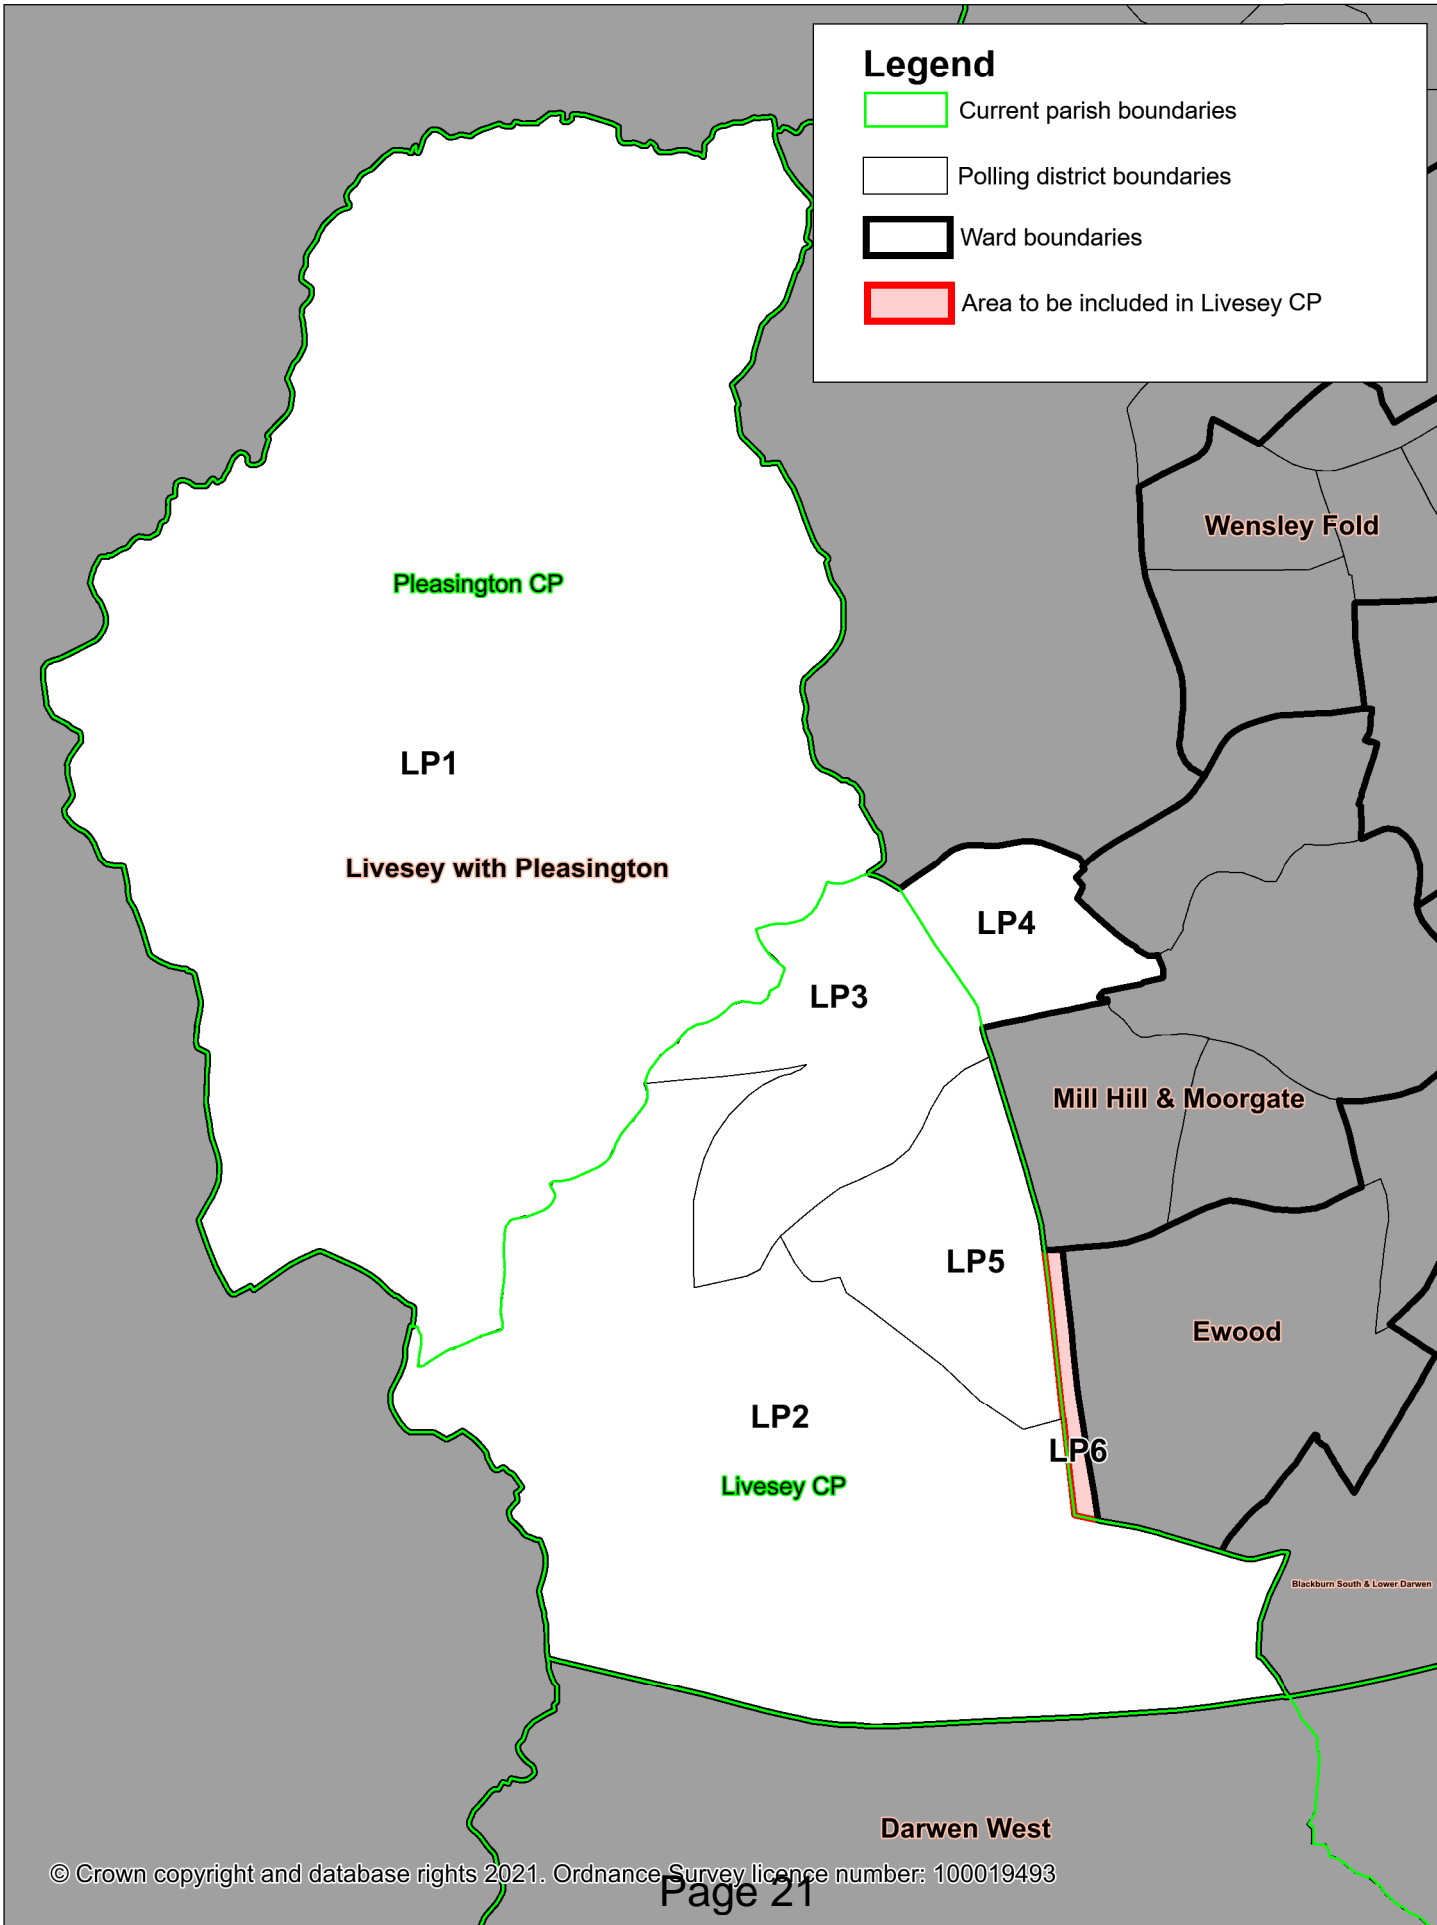 Legend
Current parish boundaries
Polling district boundaries
Ward boundaries
Area to be included in Livesey CP
Wensley Fold
Pleasington CP
LP1
Livesey with Pleasington
LP4
LP3
Mill Hill & Moorgate
LP5
Ewood
LP2
LP6
Livesey CP
Blackburn South & Lower Darwen
Darwen West
© Crown copyright and database rights 2021. Ordnance Survey licence number: 100019493
Page 21